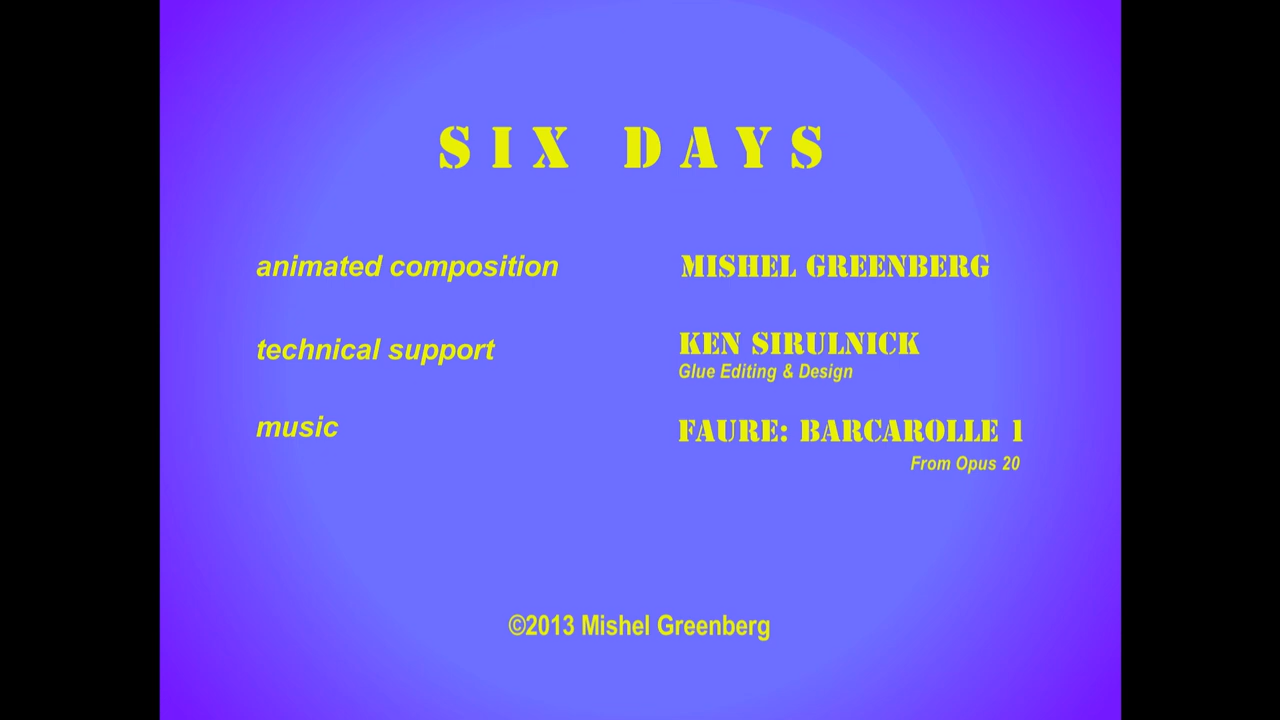 SIX DAYS
animated composition MISHEL GREENBERG
technical support KEN SIRULNICK
Glue Editing & Design
music FAURE: BARCAROLLE 1
From Opus 20
©2013 Mishel Greenberg